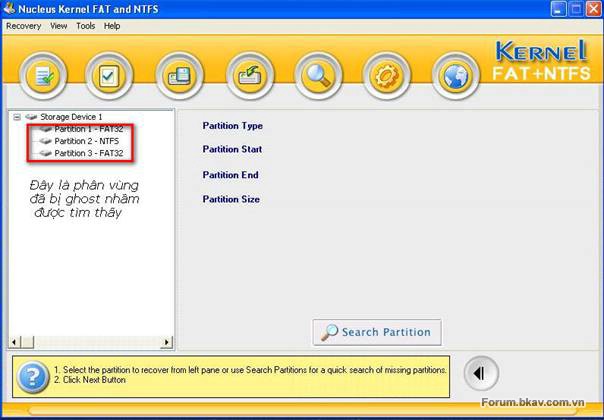 Nucleus Kernel FAT and NTFS
Recovery View Tools Help
KERNEL
FAT+NTFS
Storage Device 1
Partition 1 - FAT32
Partition 2 - NTFS
Partition 3 - FAT32
Đây là phân vùng
đã bị ghost nhầm
được tìm thấy
Partition Type
Partition Start
Partition End
Partition Size
Search Partition
1. Select the partition to recover from left pane or use Search Partitions for a quick search of missing partitions.
2. Click Next Button
Forum.bkav.com.vn